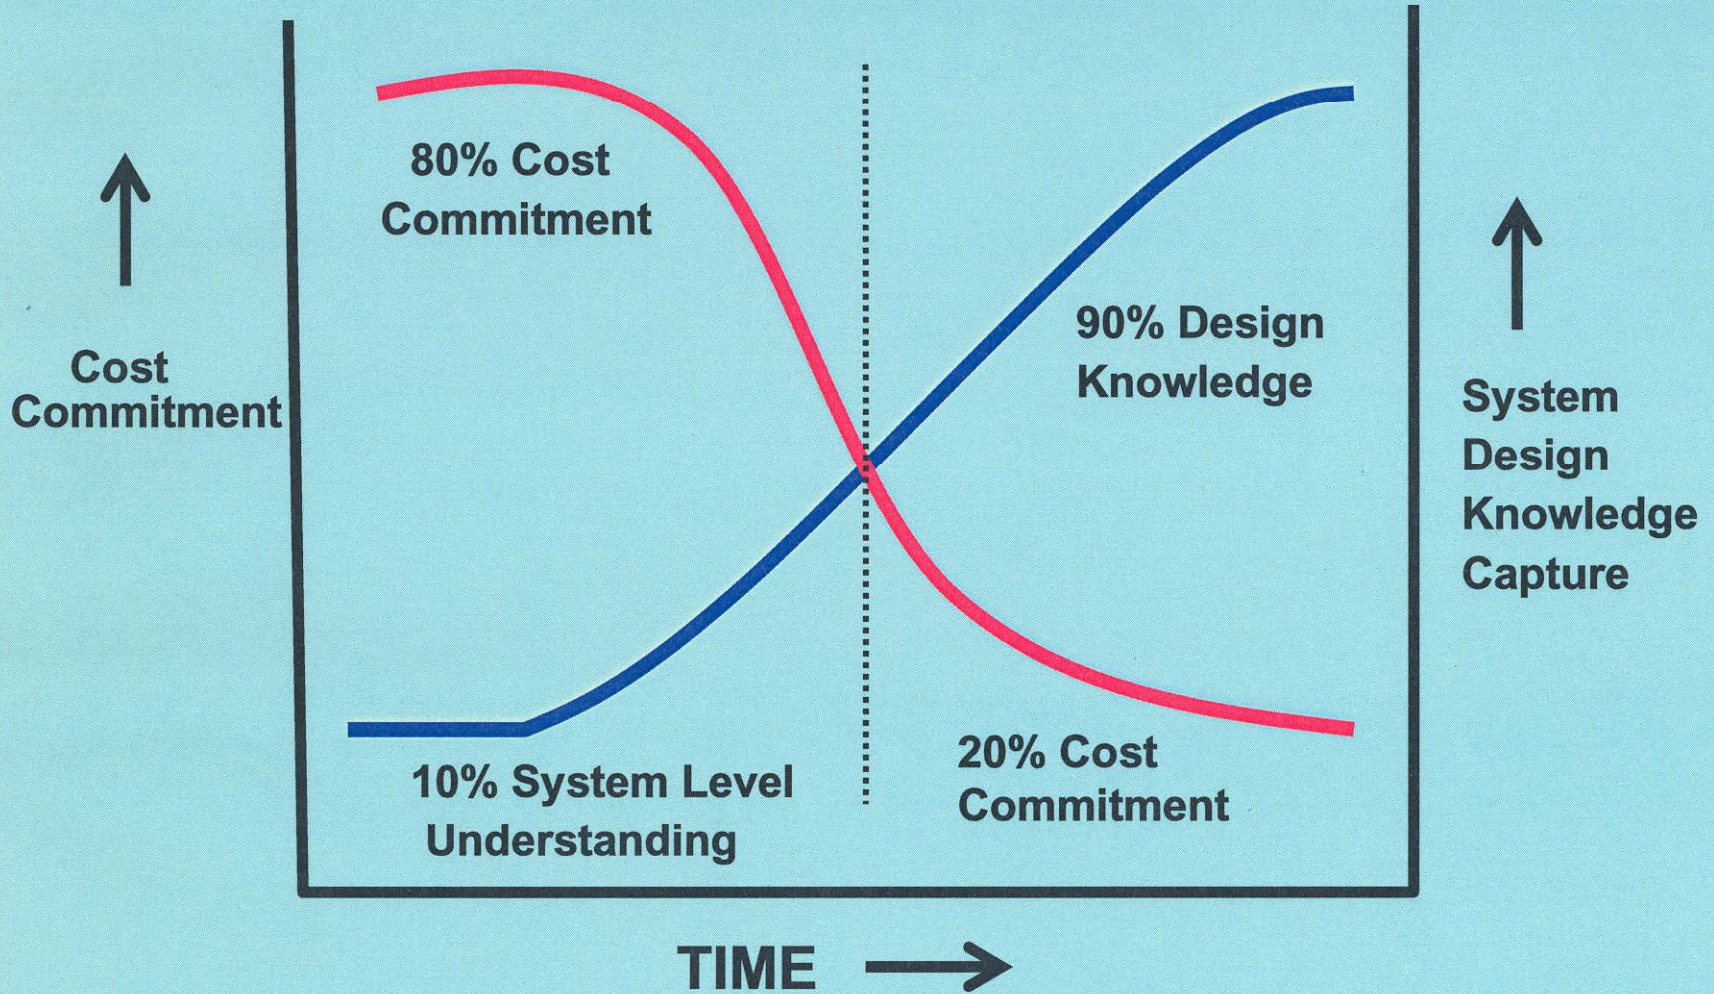 80% Cost
Commitment
Cost
Commitment
90% Design
Knowledge
System
Design
Knowledge
Capture
10% System Level
Understanding
20% Cost
Commitment
TIME